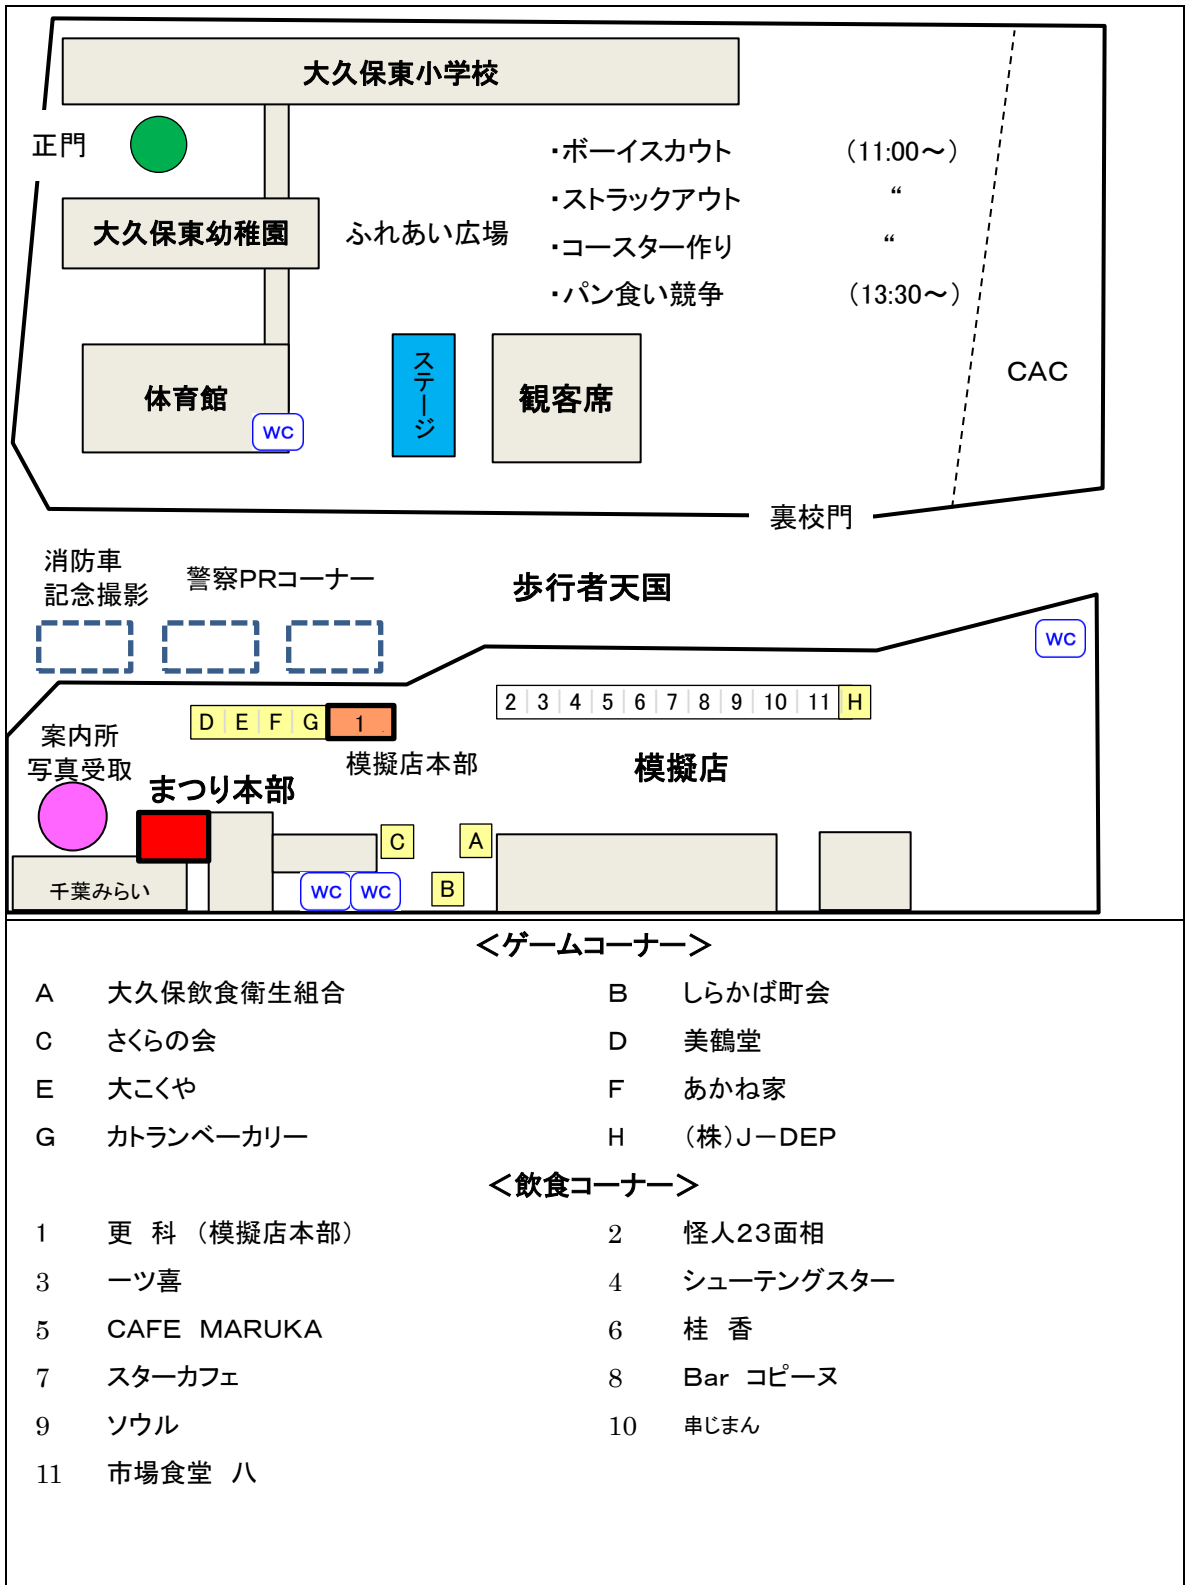 大久保東小学校
正門
・ボーイスカウト （11:00～）
・ストラックアウト “
大久保東幼稚園 ふれあい広場
・コースター作り “
・パン食い競争 （13:30～）
ステージ
観客席
体育館
WC
CAC
裏校門
消防車
記念撮影
警察PRコーナー
歩行者天国
WC
2 3 4 5 6 7 8 9 10 11 H
D E F G 1
案内所
写真受取
模擬店本部
模擬店
まつり本部
C A
千葉みらい
WC WC B
＜ゲームコーナー＞
A 大久保飲食衛生組合 B しらかば町会
C さくらの会 D 美鶴堂
E 大こくや F あかね家
G カトランベーカリー H （株）J－DEP
＜飲食コーナー＞
1 更 科 （模擬店本部） 2 怪人23面相
3 一ツ喜 4 シューテングスター
5 CAFE MARUKA 6 桂 香
7 スターカフェ 8 Bar コピーヌ
9 ソウル 10 串じまん
11 市場食堂 八